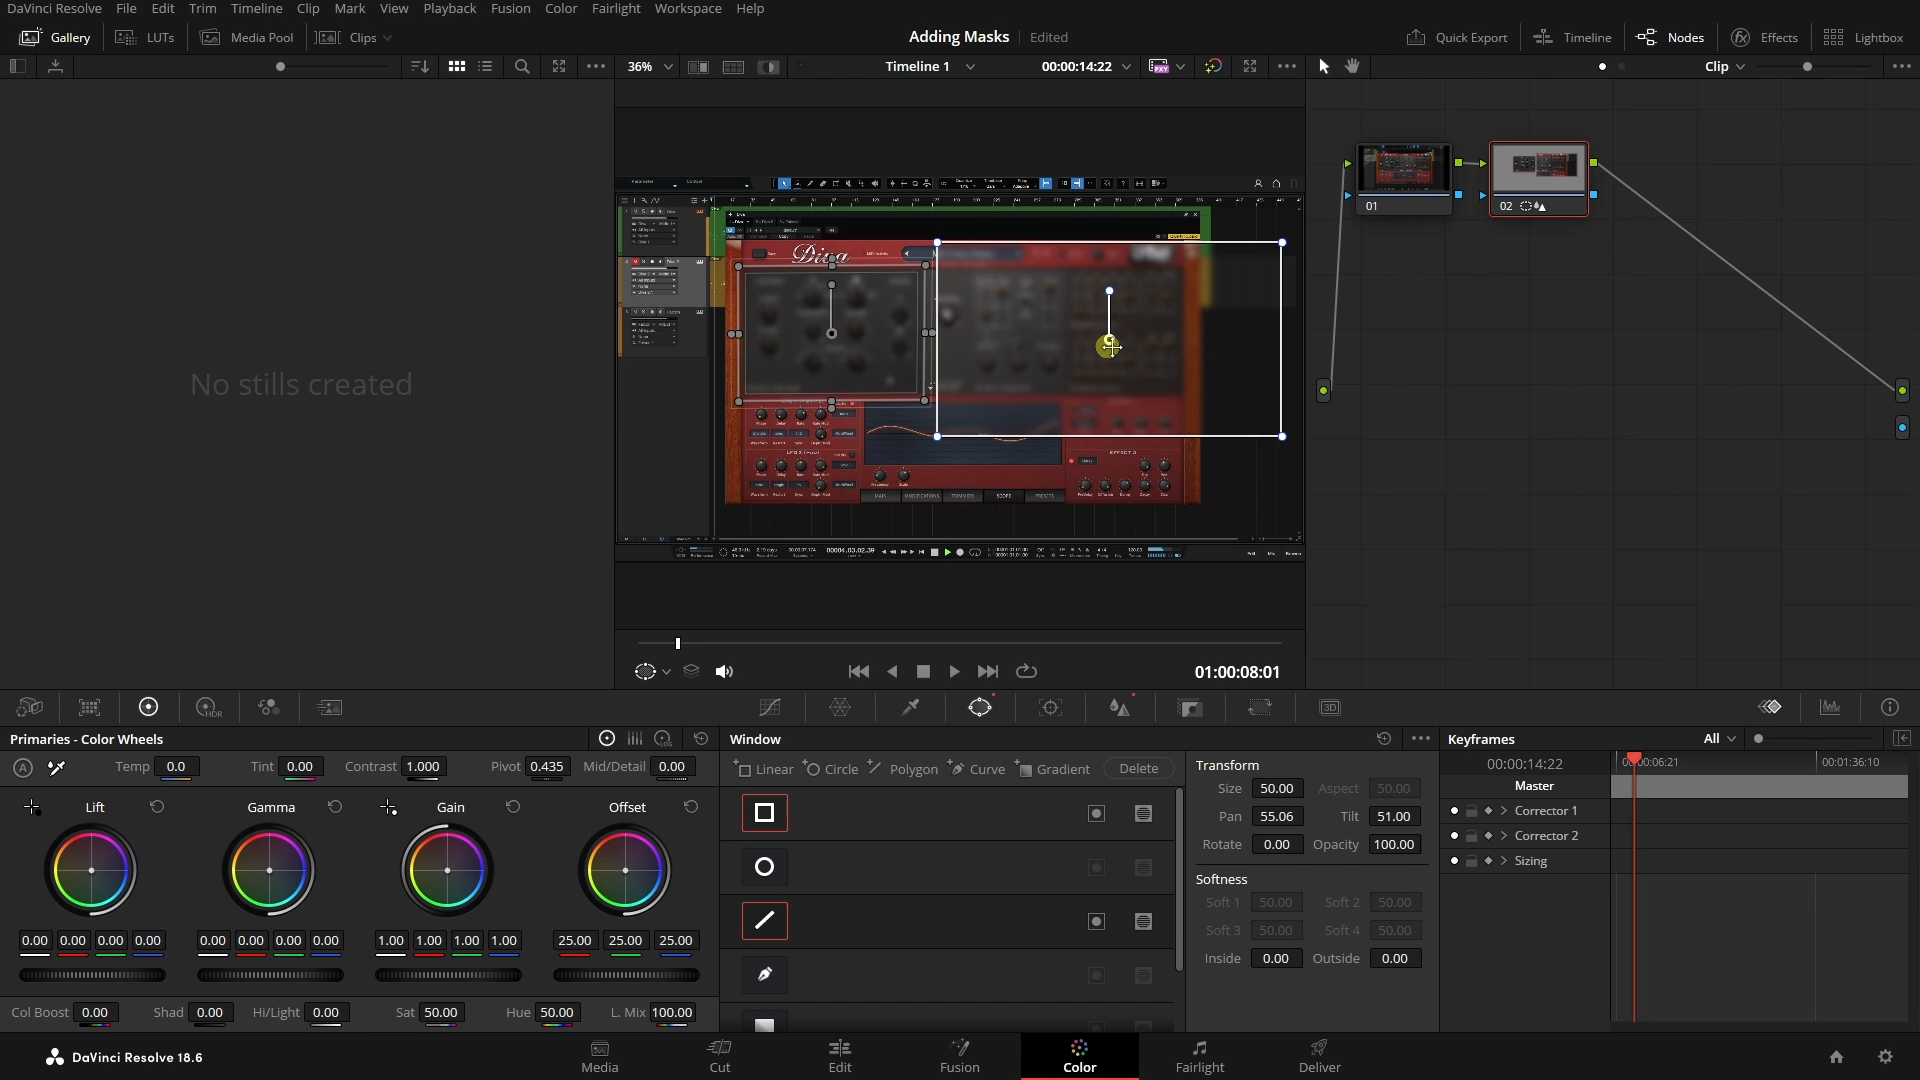 DaVinci Resolve File Edit Trim Timeline Clip Mark View Playback Fusion Color Fairlight Workspace Help
Gallery LUTs Media Pool Clips Adding Masks Edited Quick Export Timeline Nodes Effects Lightbox
36% Timeline 1 00:00:14:22 PXY Clip
No stills created
Diva
MAIN MODIFICATIONS TRIMMERS SCOPE PRESETS
01 02
01:00:08:01
HDR 3D
Primaries - Color Wheels LOG Window Keyframes All
A Temp 0.0 Tint 0.00 Contrast 1.000 Pivot 0.435 Mid/Detail 0.00
Linear Circle Polygon Curve Gradient Delete
Lift Gamma Gain Offset
0.00 0.00 0.00 0.00 0.00 0.00 0.00 0.00 1.00 1.00 1.00 1.00 25.00 25.00 25.00
Col Boost 0.00 Shad 0.00 Hi/Light 0.00 Sat 50.00 Hue 50.00 L. Mix 100.00
Transform
Size 50.00 Aspect 50.00
Pan 55.06 Tilt 51.00
Rotate 0.00 Opacity 100.00
Softness
Soft 1 50.00 Soft 2 50.00
Soft 3 50.00 Soft 4 50.00
Inside 0.00 Outside 0.00
00:00:14:22 00:01:36:10
Master
Corrector 1
Corrector 2
Sizing
DaVinci Resolve 18.6
Media Cut Edit Fusion Color Fairlight Deliver